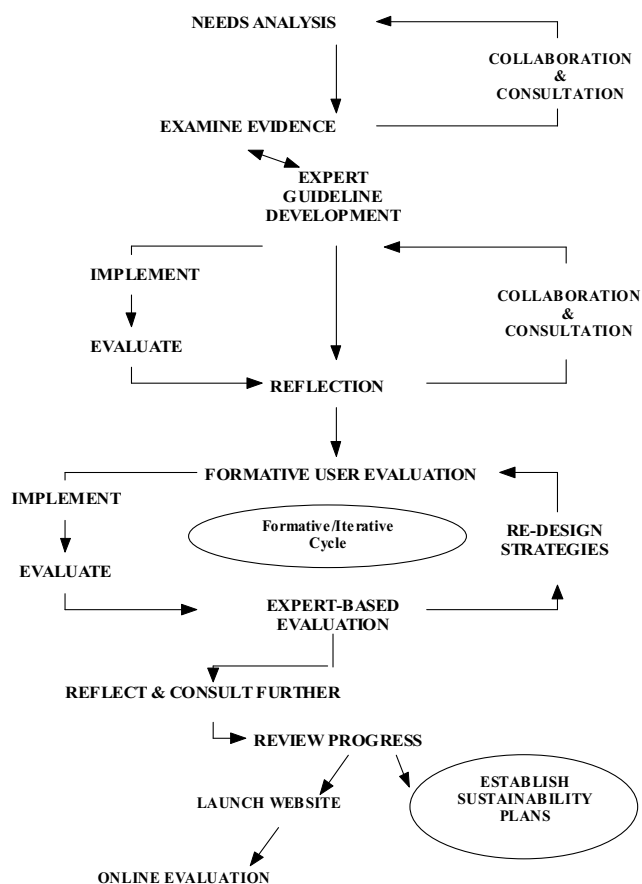 NEEDS ANALYSIS
COLLABORATION
&
CONSULTATION
EXAMINE EVIDENCE
EXPERT
GUIDELINE
DEVELOPMENT
IMPLEMENT
COLLABORATION
&
CONSULTATION
EVALUATE
REFLECTION
FORMATIVE USER EVALUATION
IMPLEMENT
Formative/Iterative
Cycle
RE-DESIGN
STRATEGIES
EVALUATE
EXPERT-BASED
EVALUATION
REFLECT & CONSULT FURTHER
REVIEW PROGRESS
ESTABLISH
SUSTAINABILITY
PLANS
LAUNCH WEBSITE
ONLINE EVALUATION